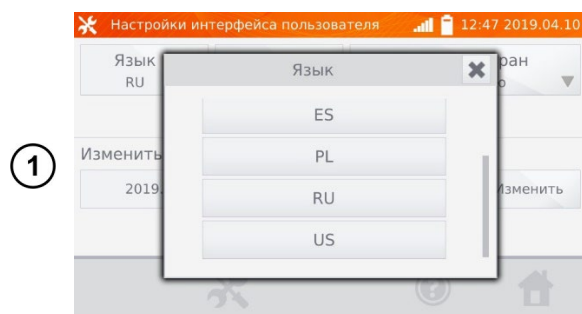 Настройки интерфейса пользователя 12:47 2019.04.10
Язык
RU
Язык
ран
о
ES
PL
RU
US
1
Изменить
2019.
Изменить